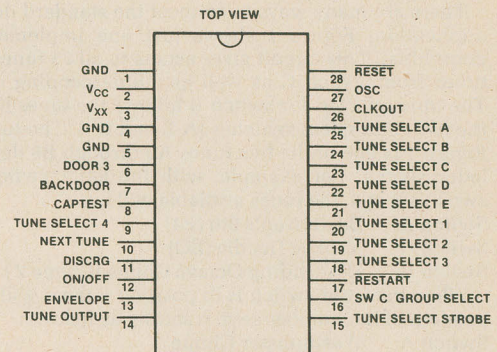 TOP VIEW
GND 1
VCC 2
VXX 3
GND 4
GND 5
DOOR 3 6
BACKDOOR 7
CAPTEST 8
TUNE SELECT 4 9
NEXT TUNE 10
DISCRG 11
ON/OFF 12
ENVELOPE 13
TUNE OUTPUT 14
28 RESET
27 OSC
26 CLKOUT
25 TUNE SELECT A
24 TUNE SELECT B
23 TUNE SELECT C
22 TUNE SELECT D
21 TUNE SELECT E
20 TUNE SELECT 1
19 TUNE SELECT 2
18 TUNE SELECT 3
17 RESTART
16 SW C GROUP SELECT
15 TUNE SELECT STROBE